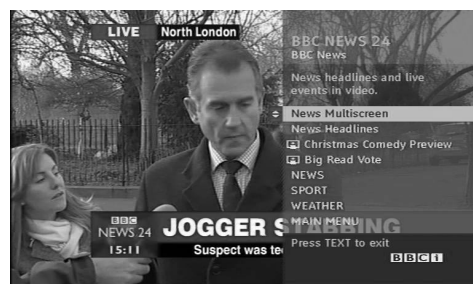 LIVE North London
BBC NEWS 24
BBC News
News headlines and live
events in video.
News Multiscreen
News Headlines
Christmas Comedy Preview
Big Read Vote
NEWS
SPORT
WEATHER
MAIN MENU
Press TEXT to exit
BBC 1
BBC
NEWS 24
15:11
JOGGER STABBING
Suspect was